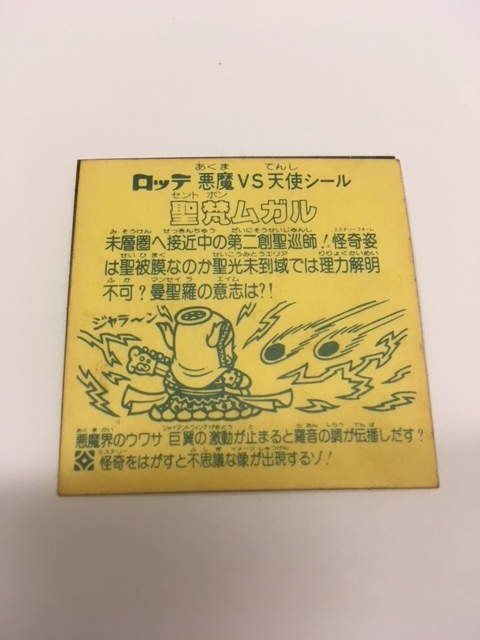 ロッテ 悪魔VS天使シール
聖梵ムガル
未層圏へ接近中の第二創聖巡師!怪奇姿
は聖被膜なのか聖光未到域では理力解明
不可?曼聖羅の意志は?!
ジャラ〜ン
悪魔界のウワサ 巨翼の激動が止まると羅音の調が伝播しだす?
怪奇をはがすと不思議な像が出現するゾ!